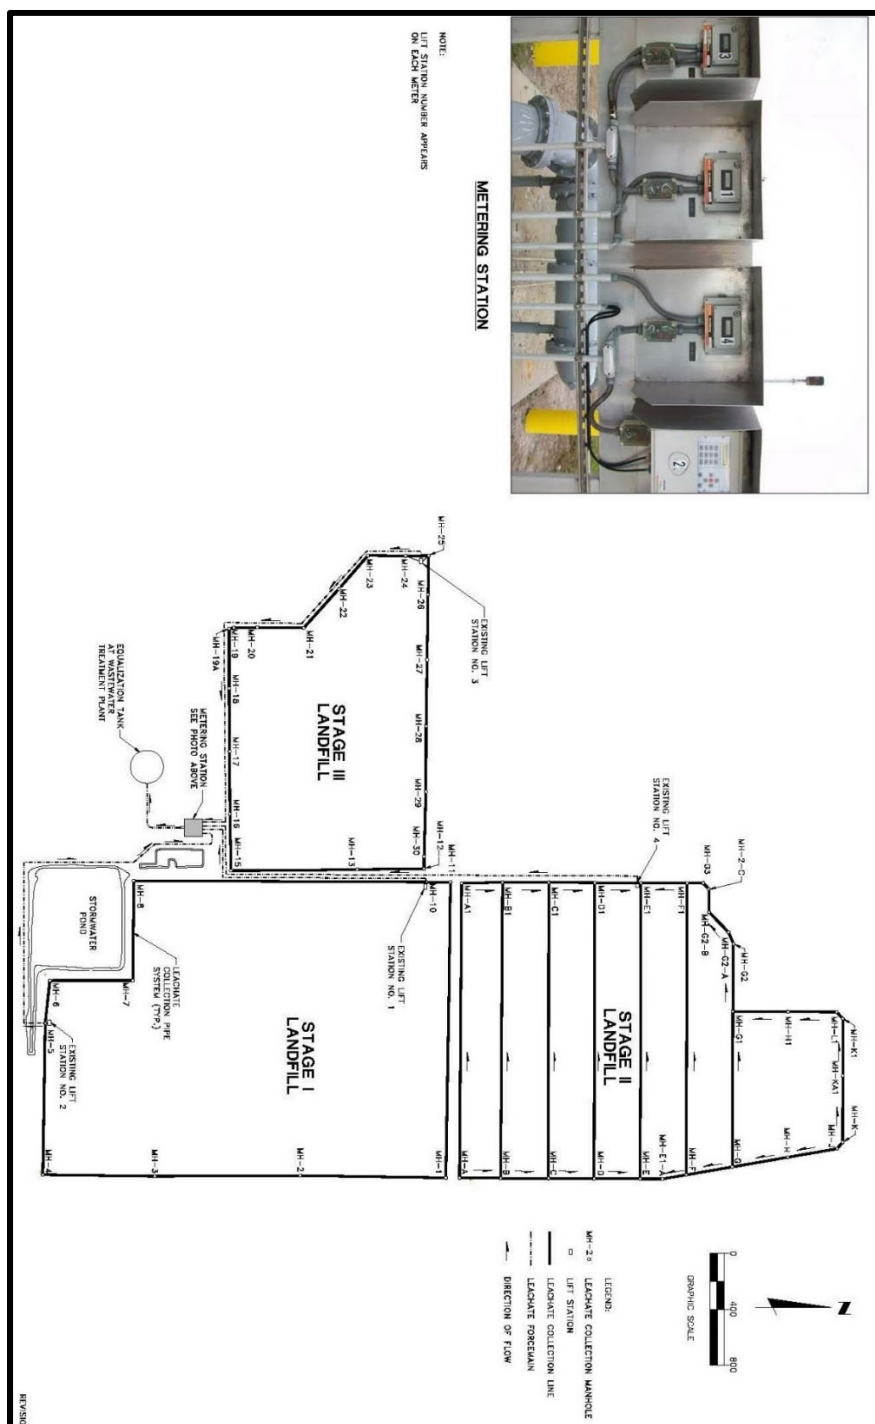 NOTE:
LIFT STATION NUMBER APPEARS
ON EACH METER
METERING STATION
3
1
4
2
MH-25
MH-24
MH-23
MH-22
MH-21
MH-20
MH-19
MH-19A
MH-18
MH-17
MH-16
MH-15
MH-26
MH-27
MH-28
MH-29
MH-30
MH-12
MH-13
MH-11
EXISTING LIFT
STATION NO. 3
STAGE III
LANDFILL
EQUALIZATION TANK
AT WASTEWATER
TREATMENT PLANT
METERING STATION
SEE PHOTO ABOVE
STORMWATER
POND
EXISTING LIFT
STATION NO. 4
EXISTING LIFT
STATION NO. 1
MH-10
MH-8
MH-7
MH-6
MH-5
MH-4
MH-3
MH-2
MH-1
LEACHATE
COLLECTION PIPE
SYSTEM (TYP.)
EXISTING LIFT
STATION NO. 2
STAGE I
LANDFILL
STAGE II
LANDFILL
MH-A1
MH-B1
MH-C1
MH-D1
MH-E1
MH-F1
MH-G3
MH-2-C
MH-G2-B
MH-G2-A
MH-G2
MH-G1
MH-H1
MH-L1
MH-K1
MH-KA1
MH-K
MH-J
MH-H
MH-G
MH-F
MH-E1-A
MH-E
MH-D
MH-C
MH-B
MH-A
LEGEND:
MH-2 LEACHATE COLLECTION MANHOLE
LIFT STATION
LEACHATE COLLECTION LINE
LEACHATE FORCEMAIN
DIRECTION OF FLOW
N
0 400 800
GRAPHIC SCALE